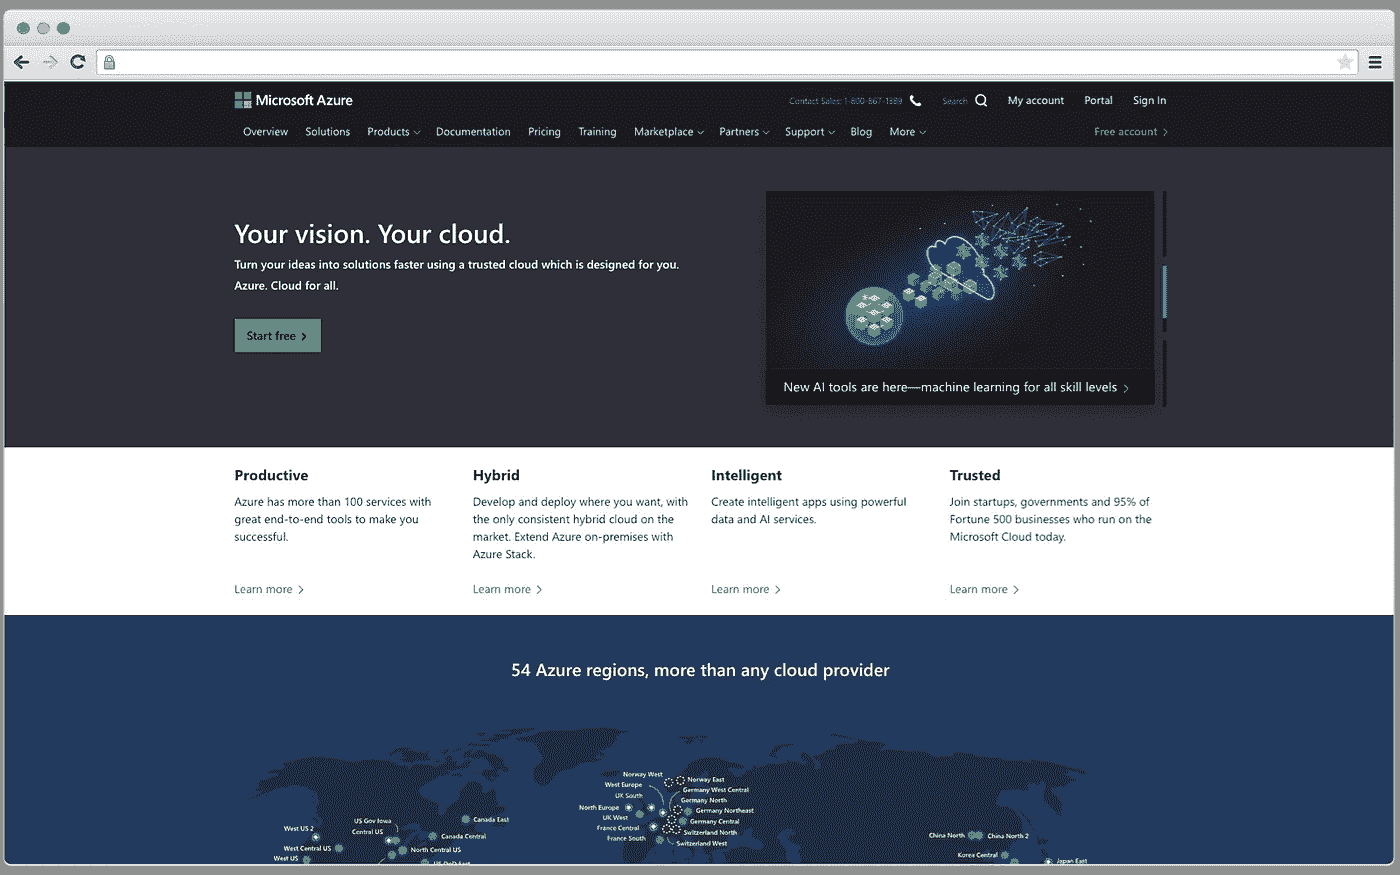 Microsoft Azure
Contact Sales: 1-800-867-1389
Search
My account
Portal
Sign In
Overview
Solutions
Products
Documentation
Pricing
Training
Marketplace
Partners
Support
Blog
More
Free account
Your vision. Your cloud.
Turn your ideas into solutions faster using a trusted cloud which is designed for you.
Azure. Cloud for all.
Start free
New AI tools are here—machine learning for all skill levels
Productive
Azure has more than 100 services with
great end-to-end tools to make you
successful.
Learn more
Hybrid
Develop and deploy where you want, with
the only consistent hybrid cloud on the
market. Extend Azure on-premises with
Azure Stack.
Learn more
Intelligent
Create intelligent apps using powerful
data and AI services.
Learn more
Trusted
Join startups, governments and 95% of
Fortune 500 businesses who run on the
Microsoft Cloud today.
Learn more
54 Azure regions, more than any cloud provider
Norway West
Norway East
West Europe
Germany West Central
UK South
Germany North
North Europe
Germany Northeast
UK West
Germany Central
France Central
Switzerland North
France South
Switzerland West
US Gov Iowa
Canada East
West US 2
Central US
Canada Central
West Central US
North Central US
West US
China North
China North 2
Korea Central
Japan East